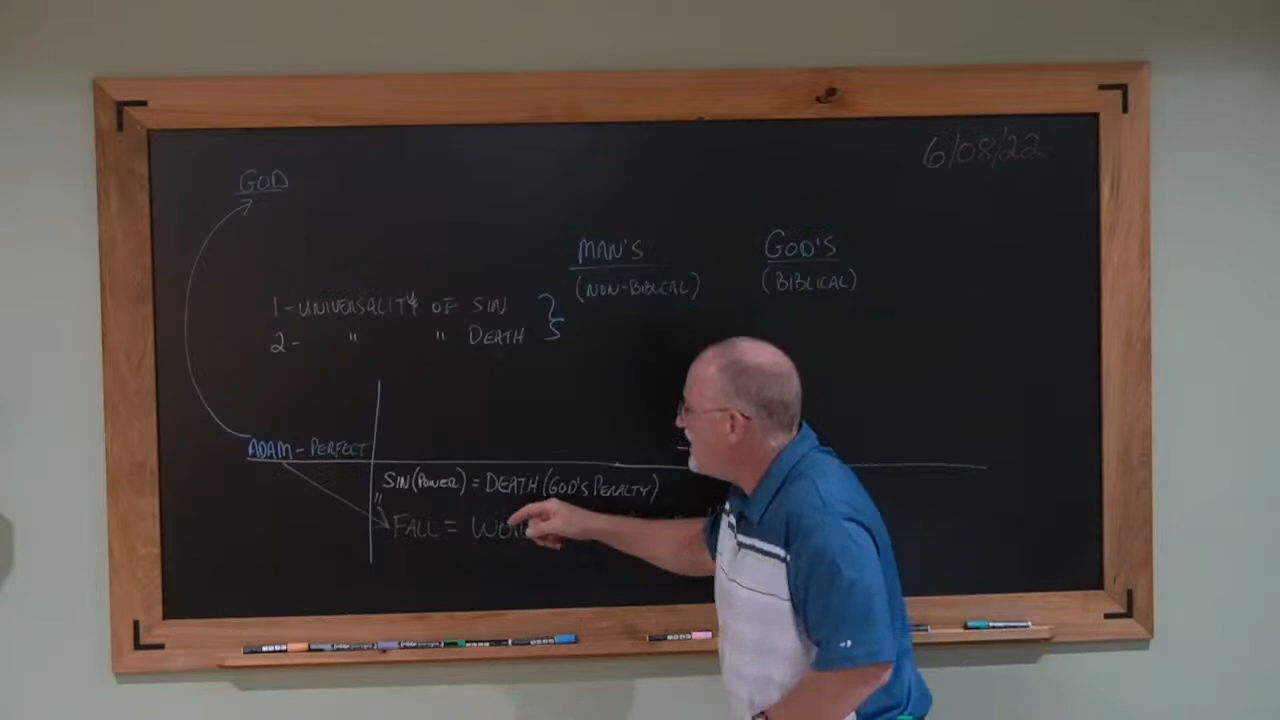 6/08/22
GOD
MAN'S
GOD'S
(NON-BIBLICAL)
(BIBLICAL)
1-UNIVERSALITY OF SIN
2- " " DEATH
ADAM-PERFECT
SIN(POWER) = DEATH(GOD'S PENALTY)
FALL =